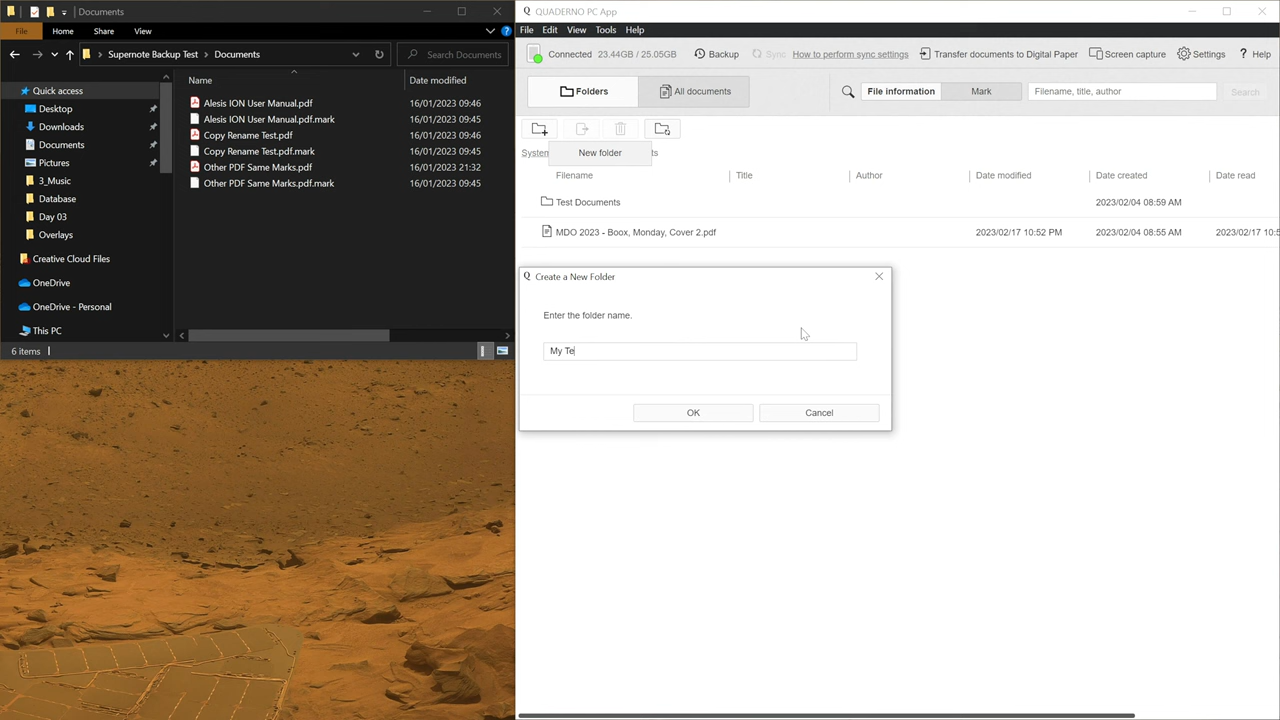 Documents
File
Home
Share
View
Supernote Backup Test
Documents
Search Documents
Name
Date modified
Quick access
Desktop
Downloads
Documents
Pictures
3_Music
Database
Day 03
Overlays
Creative Cloud Files
OneDrive
OneDrive - Personal
This PC
Alesis ION User Manual.pdf 16/01/2023 09:46
Alesis ION User Manual.pdf.mark 16/01/2023 09:45
Copy Rename Test.pdf 16/01/2023 09:46
Copy Rename Test.pdf.mark 16/01/2023 09:45
Other PDF Same Marks.pdf 16/01/2023 21:32
Other PDF Same Marks.pdf.mark 16/01/2023 09:45
6 items
Q QUADERNO PC App
File Edit View Tools Help
Connected 23.44GB / 25.05GB Backup Sync How to perform sync settings Transfer documents to Digital Paper Screen capture Settings ? Help
Folders All documents File information Mark Filename, title, author Search
System
New folder
ts
Filename Title Author Date modified Date created Date read
Test Documents 2023/02/04 08:59 AM
MDO 2023 - Boox, Monday, Cover 2.pdf 2023/02/17 10:52 PM 2023/02/04 08:55 AM 2023/02/17 10:5
Q Create a New Folder
Enter the folder name.
My Te
OK Cancel